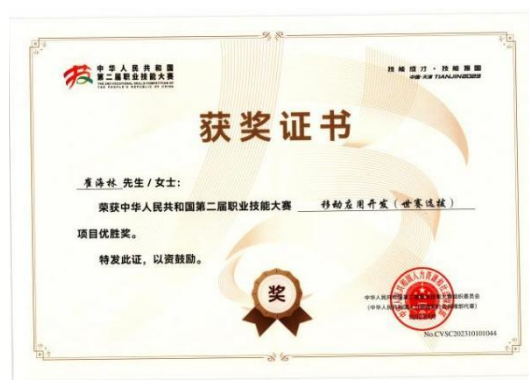 中华人民共和国
第二届职业技能大赛
技能成才·技能报国
中国·天津 TIANJIN2023
获奖证书
崔海林 先生/女士:
荣获中华人民共和国第二届职业技能大赛 移动应用开发(世赛选拔)
项目优胜奖。
特发此证，以资鼓励。
奖
No.CVSC202310101044